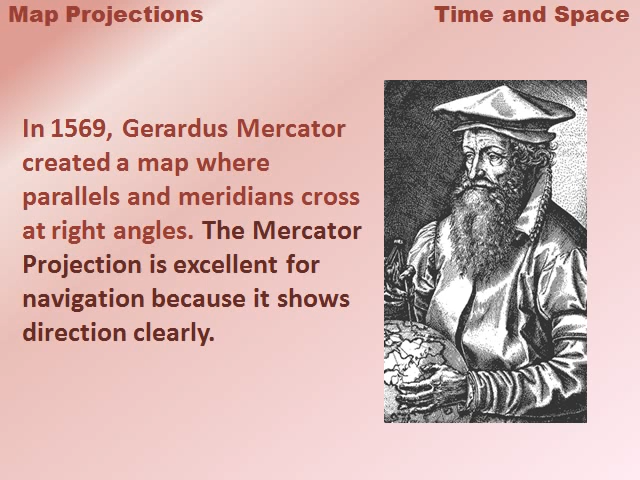 Map Projections
Time and Space
In 1569, Gerardus Mercator
created a map where
parallels and meridians cross
at right angles. The Mercator
Projection is excellent for
navigation because it shows
direction clearly.